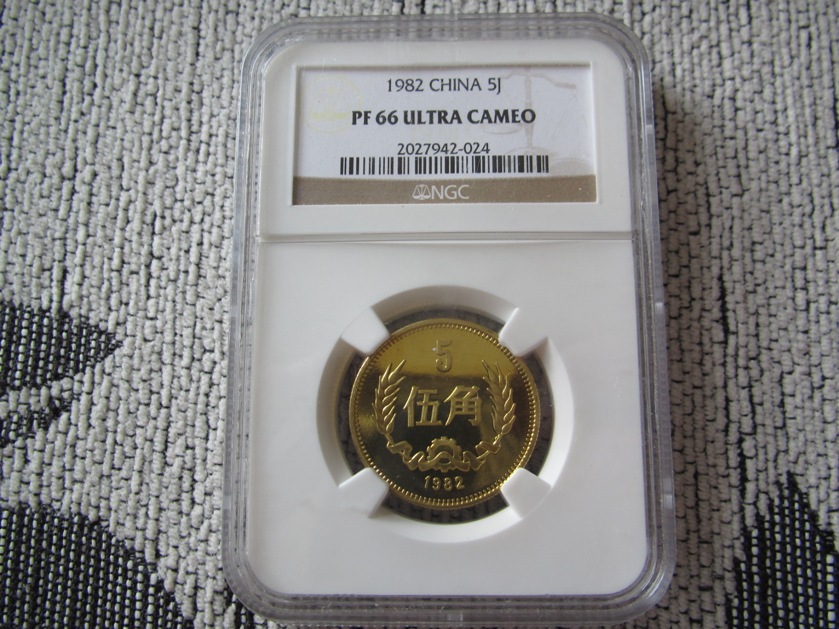 1982 CHINA 5J
PF 66 ULTRA CAMEO
2027942-024
NGC
5
伍角
1982